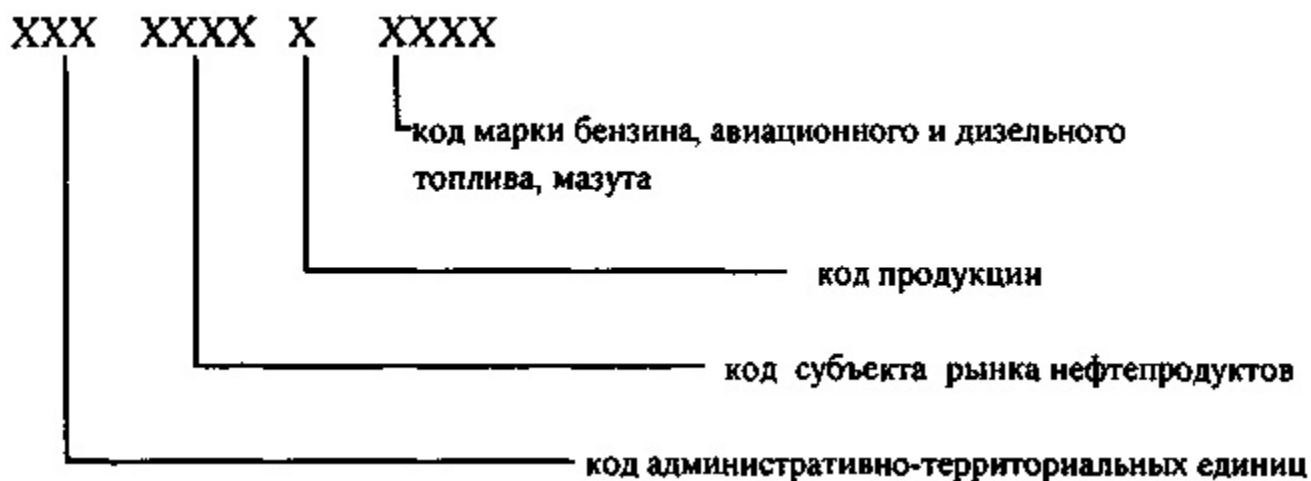 XXX XXXX X XXXX
код марки бензина, авиационного и дизельного
топлива, мазута
код продукции
код субъекта рынка нефтепродуктов
код административно-территориальных единиц